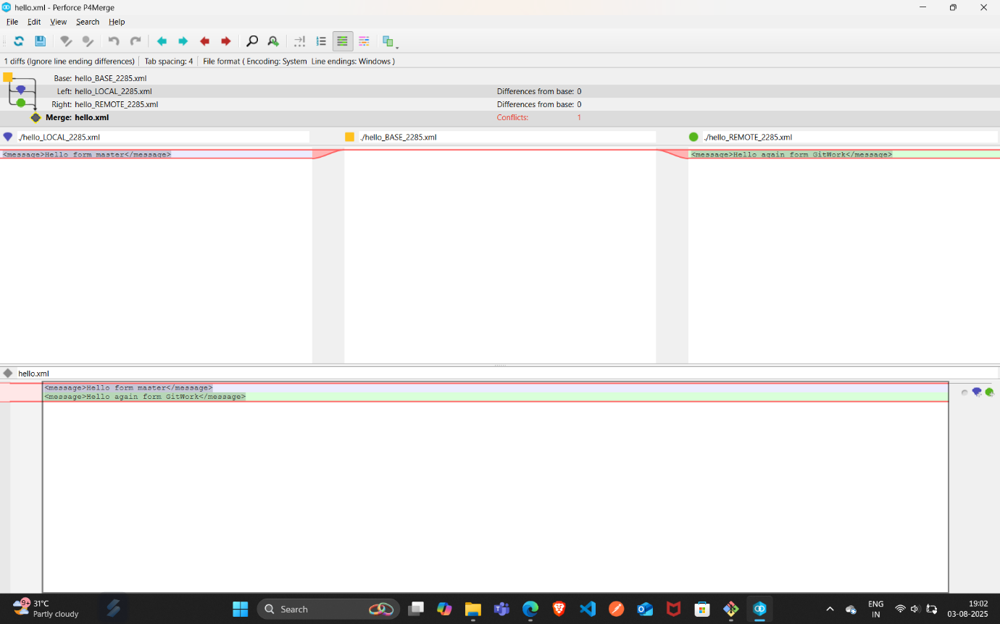 hello.xml - Perforce P4Merge
File Edit View Search Help
1 diffs (Ignore line ending differences) Tab spacing: 4 File format ( Encoding: System Line endings: Windows )
Base: hello_BASE_2285.xml
Left: hello_LOCAL_2285.xml Differences from base: 0
Right: hello_REMOTE_2285.xml Differences from base: 0
Merge: hello.xml Conflicts: 1
./hello_LOCAL_2285.xml ./hello_BASE_2285.xml ./hello_REMOTE_2285.xml
<message>Hello form master</message> <message>Hello again form GitWork</message>
hello.xml
<message>Hello form master</message>
<message>Hello again form GitWork</message>
9+ 31°C
Partly cloudy
Search
ENG
IN
19:02
03-08-2025